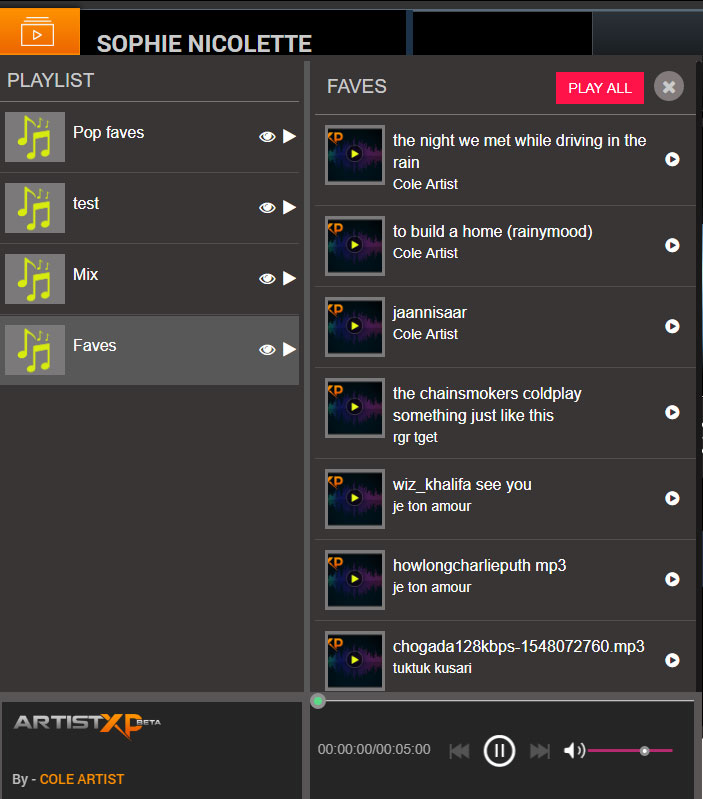 SOPHIE NICOLETTE
PLAYLIST
Pop faves
test
Mix
Faves
FAVES
PLAY ALL
XP
the night we met while driving in the
rain
Cole Artist
XP
to build a home (rainymood)
Cole Artist
XP
jaannisaar
Cole Artist
XP
the chainsmokers coldplay
something just like this
rgr tget
XP
wiz_khalifa see you
je ton amour
XP
howlongcharlieputh mp3
je ton amour
XP
chogada128kbps-1548072760.mp3
tuktuk kusari
ARTISTXP BETA
By - COLE ARTIST
00:00:00/00:05:00